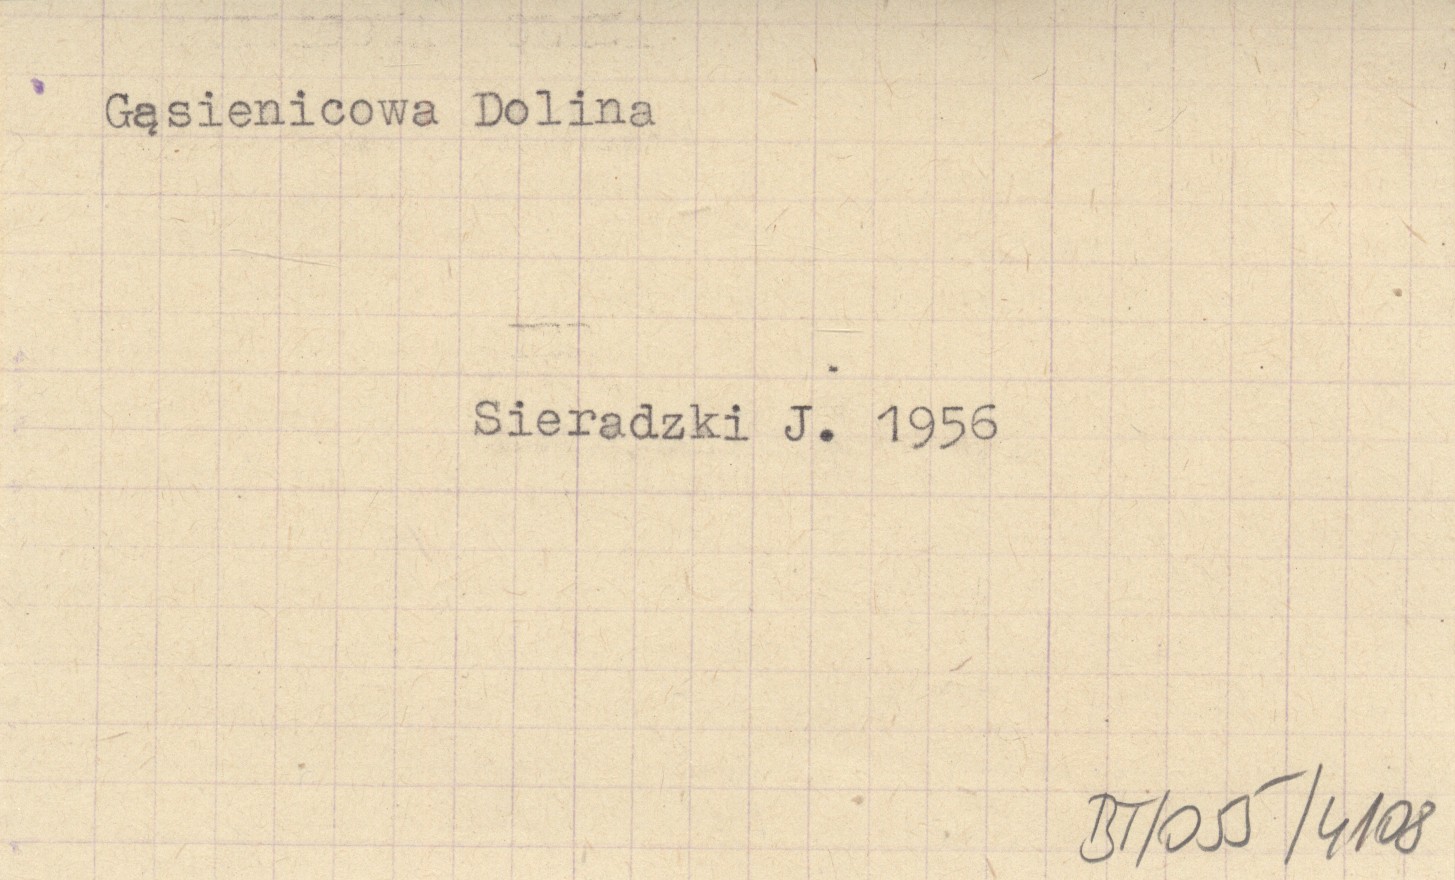 Gąsienicowa Dolina
Sieradzki J. 1956
BT/055/4108